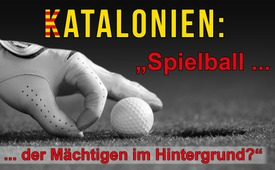 KATALONIEN:
„Spielball ...
... der Mächtigen im Hintergrund?“